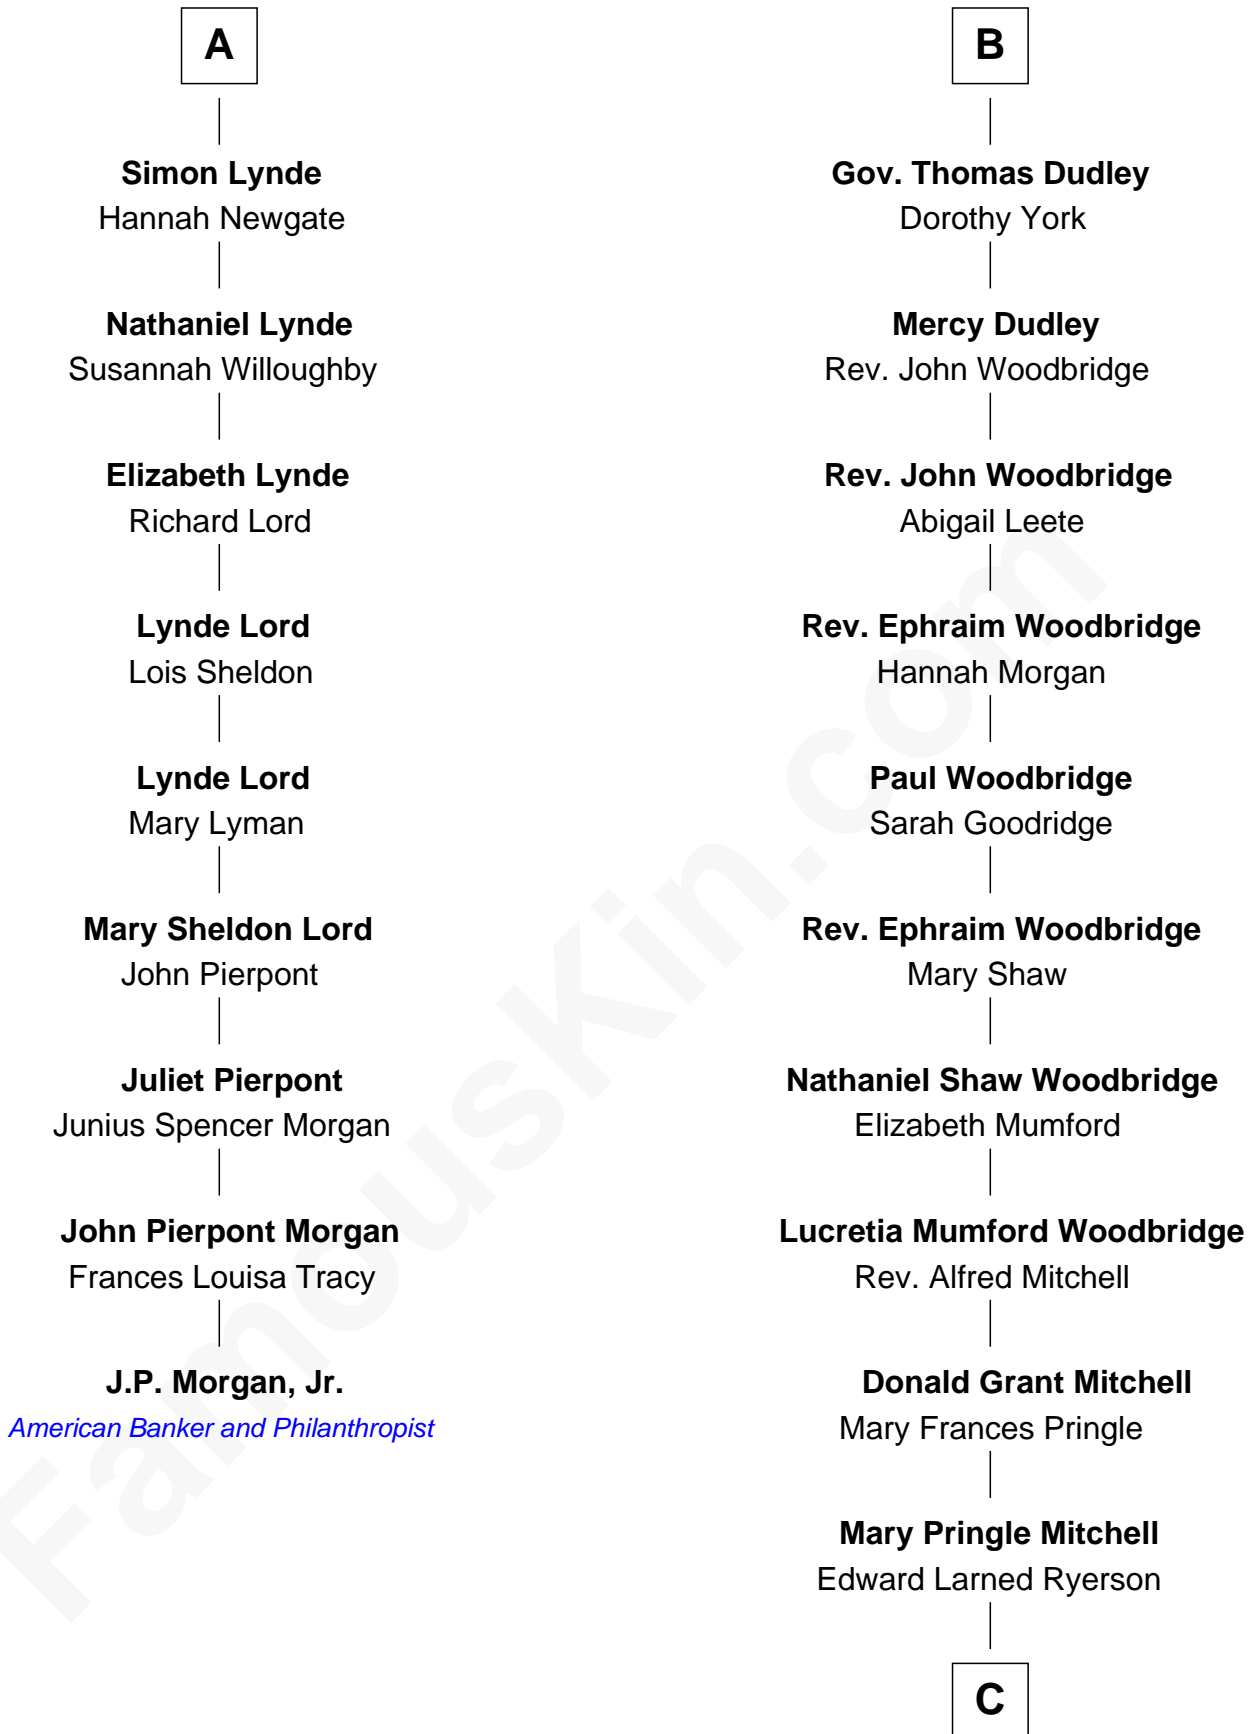 A
Simon Lynde
Hannah Newgate
Nathaniel Lynde
Susannah Willoughby
Elizabeth Lynde
Richard Lord
Lynde Lord
Lois Sheldon
Lynde Lord
Mary Lyman
Mary Sheldon Lord
John Pierpont
Juliet Pierpont
Junius Spencer Morgan
John Pierpont Morgan
Frances Louisa Tracy
J.P. Morgan, Jr.
American Banker and Philanthropist
B
Gov. Thomas Dudley
Dorothy York
Mercy Dudley
Rev. John Woodbridge
Rev. John Woodbridge
Abigail Leete
Rev. Ephraim Woodbridge
Hannah Morgan
Paul Woodbridge
Sarah Goodridge
Rev. Ephraim Woodbridge
Mary Shaw
Nathaniel Shaw Woodbridge
Elizabeth Mumford
Lucretia Mumford Woodbridge
Rev. Alfred Mitchell
Donald Grant Mitchell
Mary Frances Pringle
Mary Pringle Mitchell
Edward Larned Ryerson
C
FamousKin.com